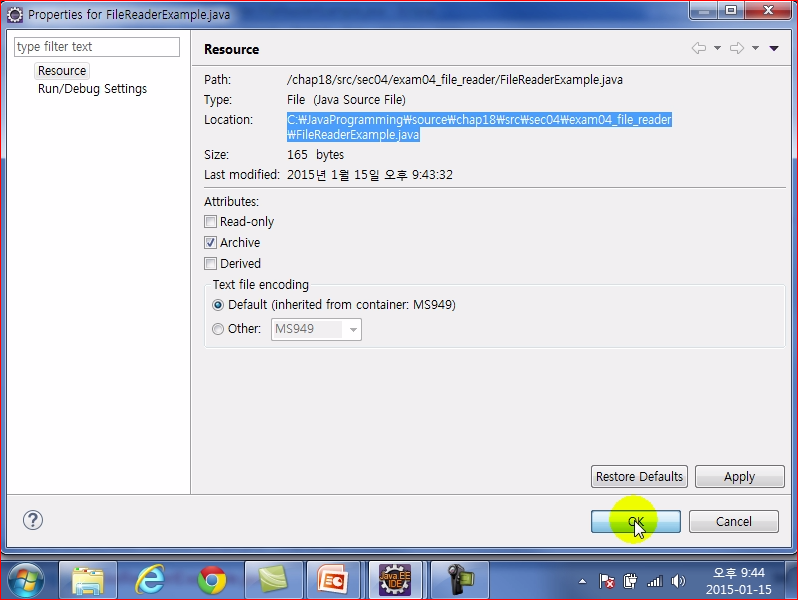 Properties for FileReaderExample.java
type filter text
Resource
Run/Debug Settings
Resource
Path: /chap18/src/sec04/exam04_file_reader/FileReaderExample.java
Type: File (Java Source File)
Location: C:₩JavaProgramming₩source₩chap18₩src₩sec04₩exam04_file_reader
₩FileReaderExample.java
Size: 165 bytes
Last modified: 2015년 1월 15일 오후 9:43:32
Attributes:
Read-only
Archive
Derived
Text file encoding
Default (inherited from container: MS949)
Other: MS949
Restore Defaults
Apply
OK
Cancel
Java EE
IDE
오후 9:44
2015-01-15